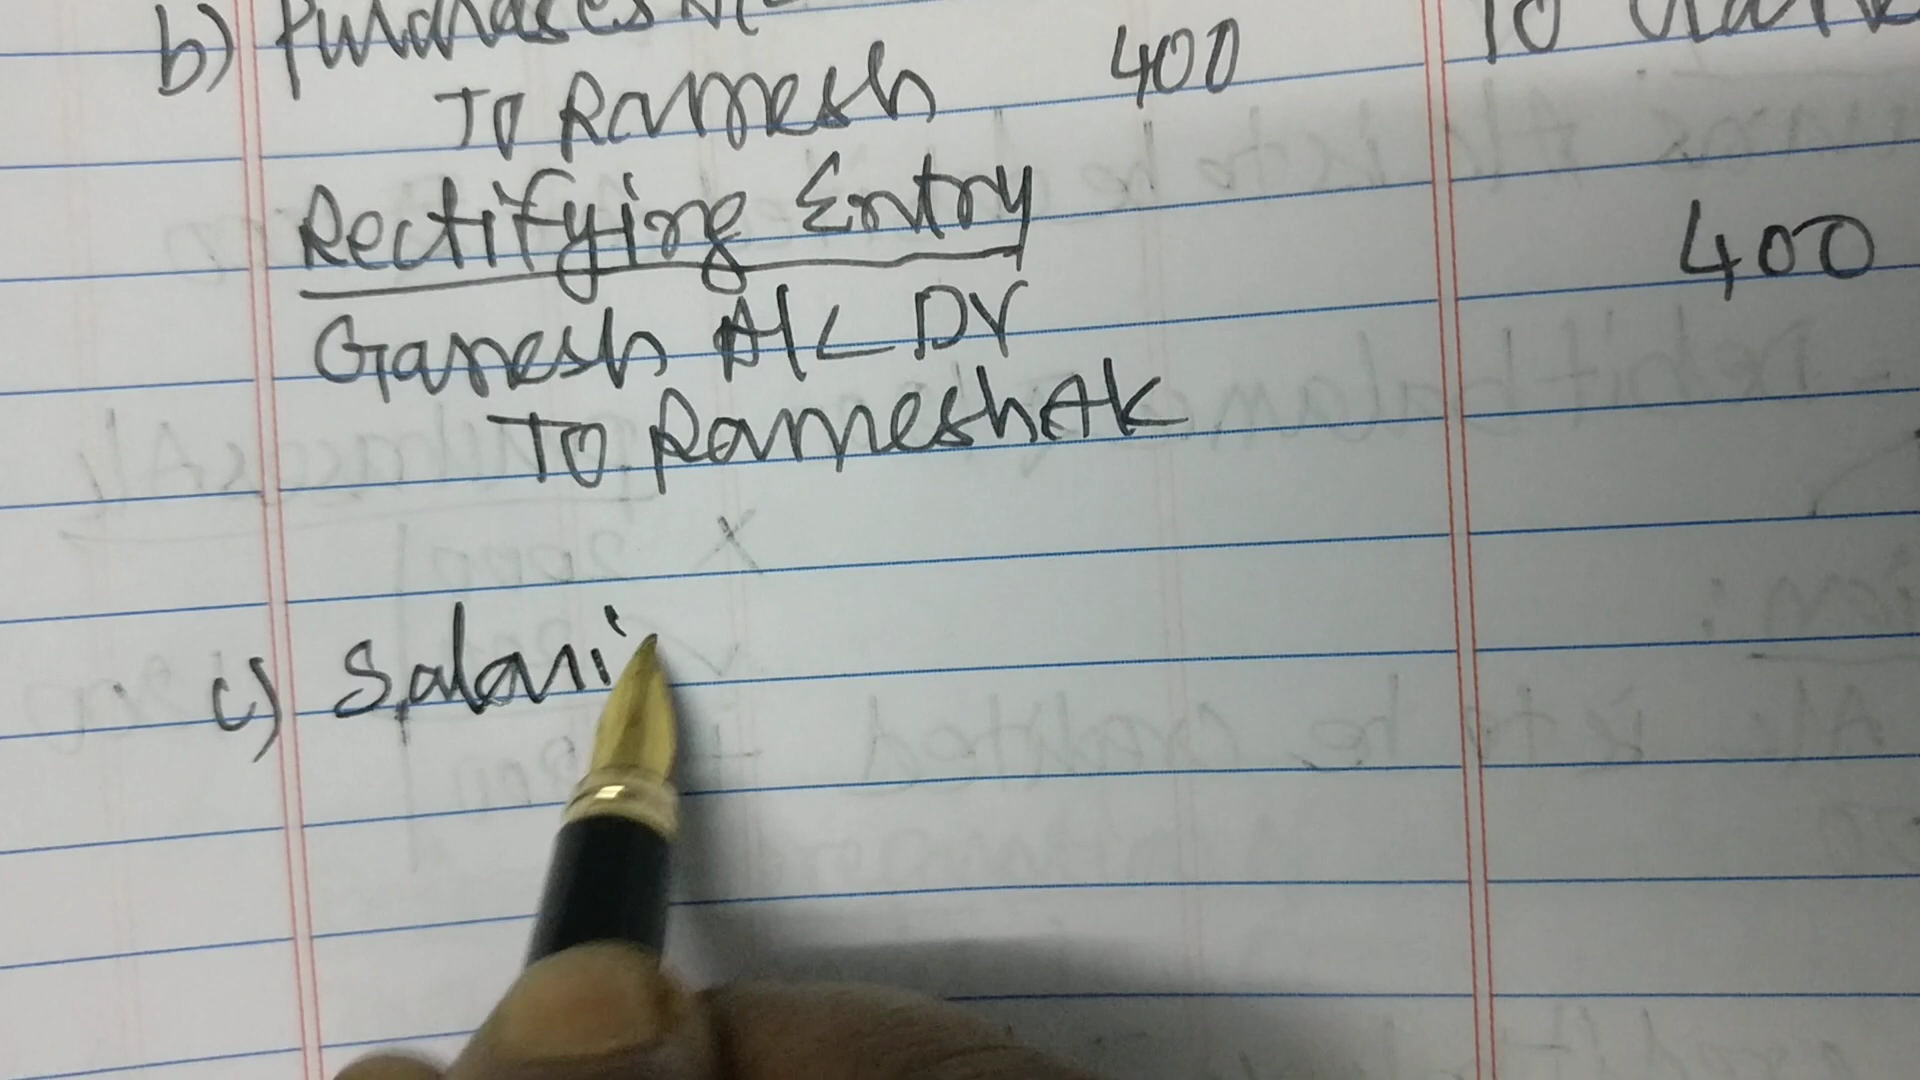 b) Purchases A/c
To Ramesh 400
Rectifying Entry
400
Ganesh A/c Dr
To Ramesh A/c
c) Salari